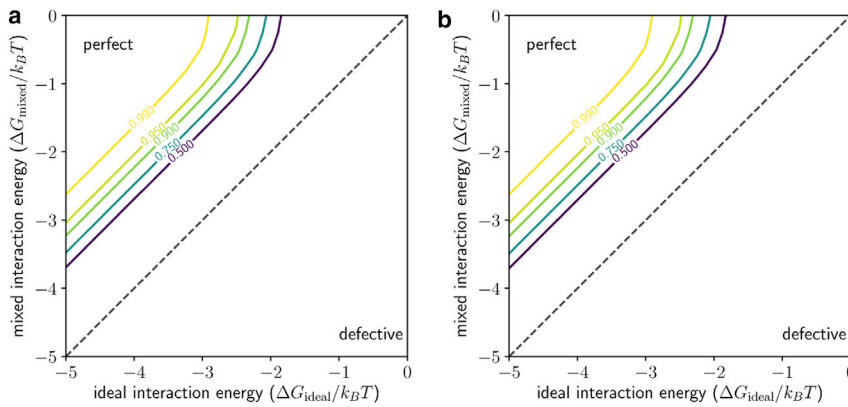 a
mixed interaction energy (ΔG_mixed/k_BT)
0
−1
−2
−3
−4
−5
perfect
0.990
0.950
0.900
0.750
0.500
defective
−5 −4 −3 −2 −1 0
ideal interaction energy (ΔG_ideal/k_BT)
b
mixed interaction energy (ΔG_mixed/k_BT)
0
−1
−2
−3
−4
−5
perfect
0.990
0.950
0.900
0.750
0.500
defective
−5 −4 −3 −2 −1 0
ideal interaction energy (ΔG_ideal/k_BT)